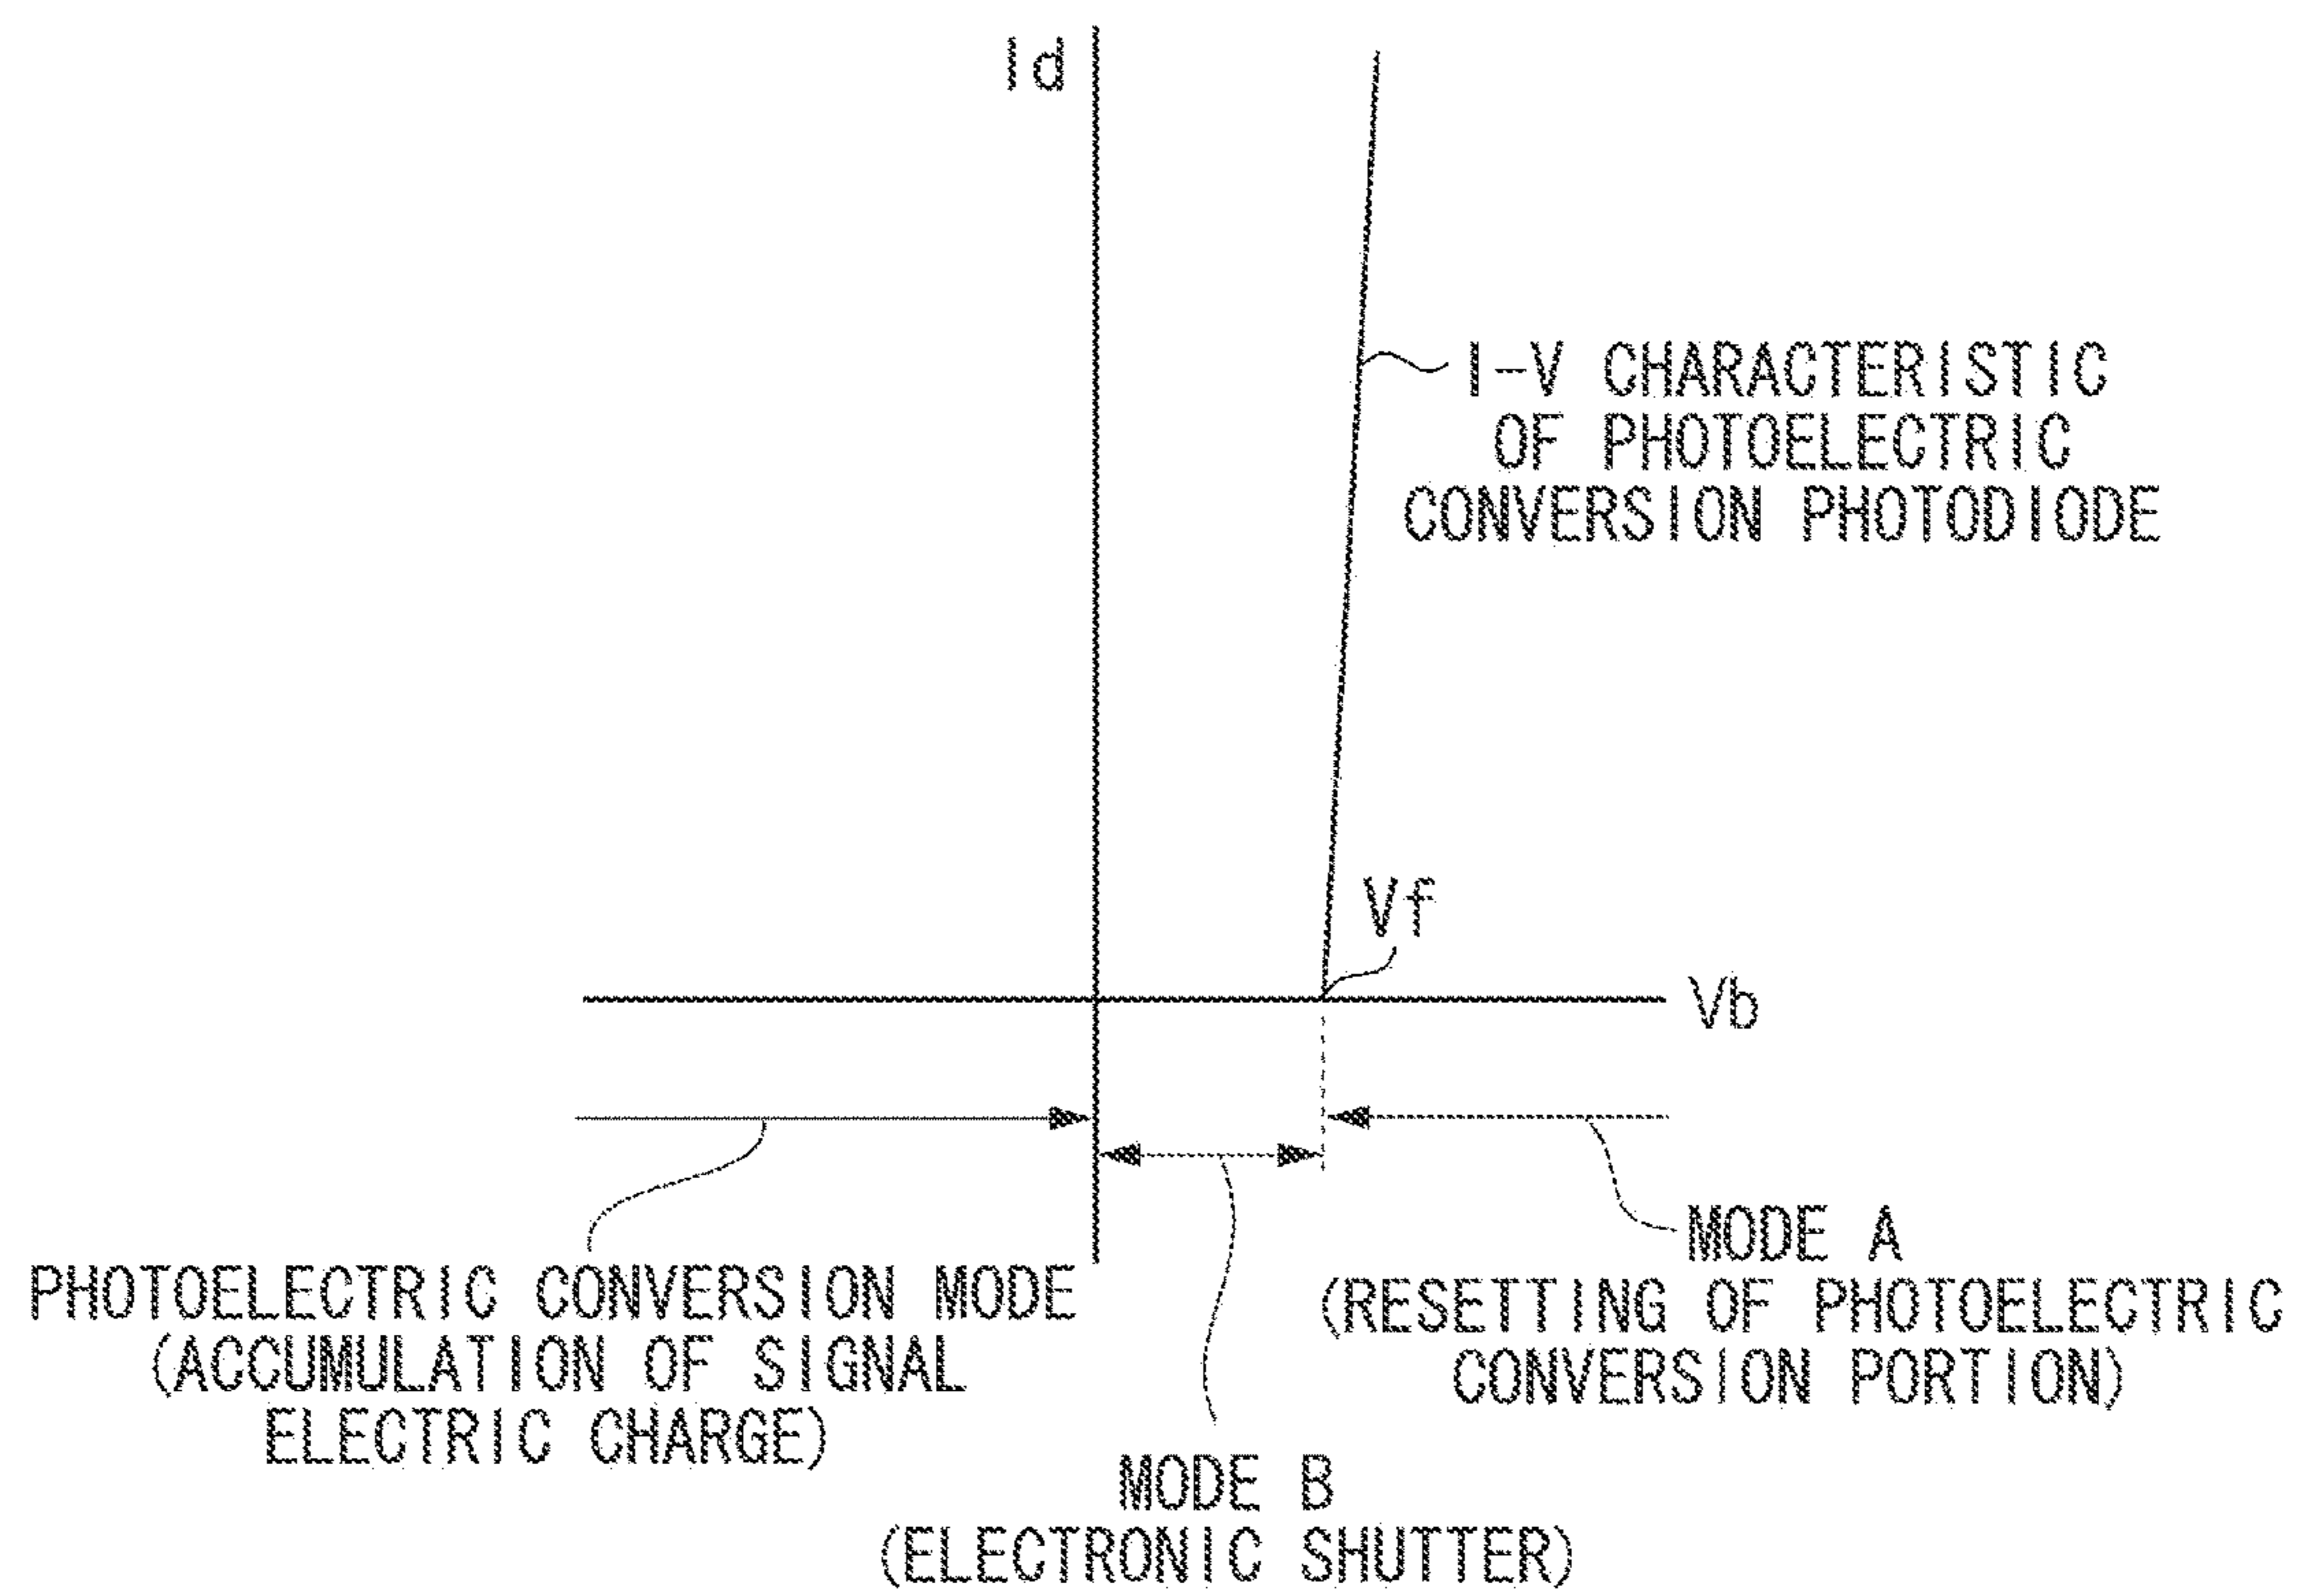 Id
I-V CHARACTERISTIC
OF PHOTOELECTRIC
CONVERSION PHOTODIODE
Vf
Vb
PHOTOELECTRIC CONVERSION MODE
(ACCUMULATION OF SIGNAL
ELECTRIC CHARGE)
MODE A
(RESETTING OF PHOTOELECTRIC
CONVERSION PORTION)
MODE B
(ELECTRONIC SHUTTER)